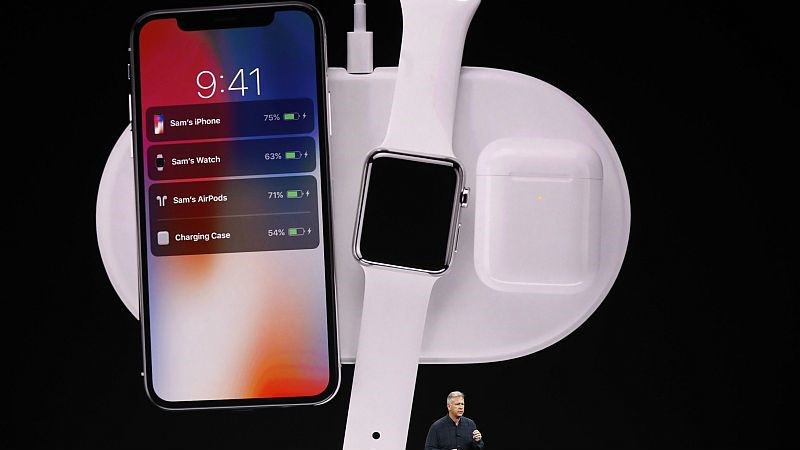 9:41
Sam's iPhone 75%
Sam's Watch 63%
Sam's AirPods 71%
Charging Case 54%